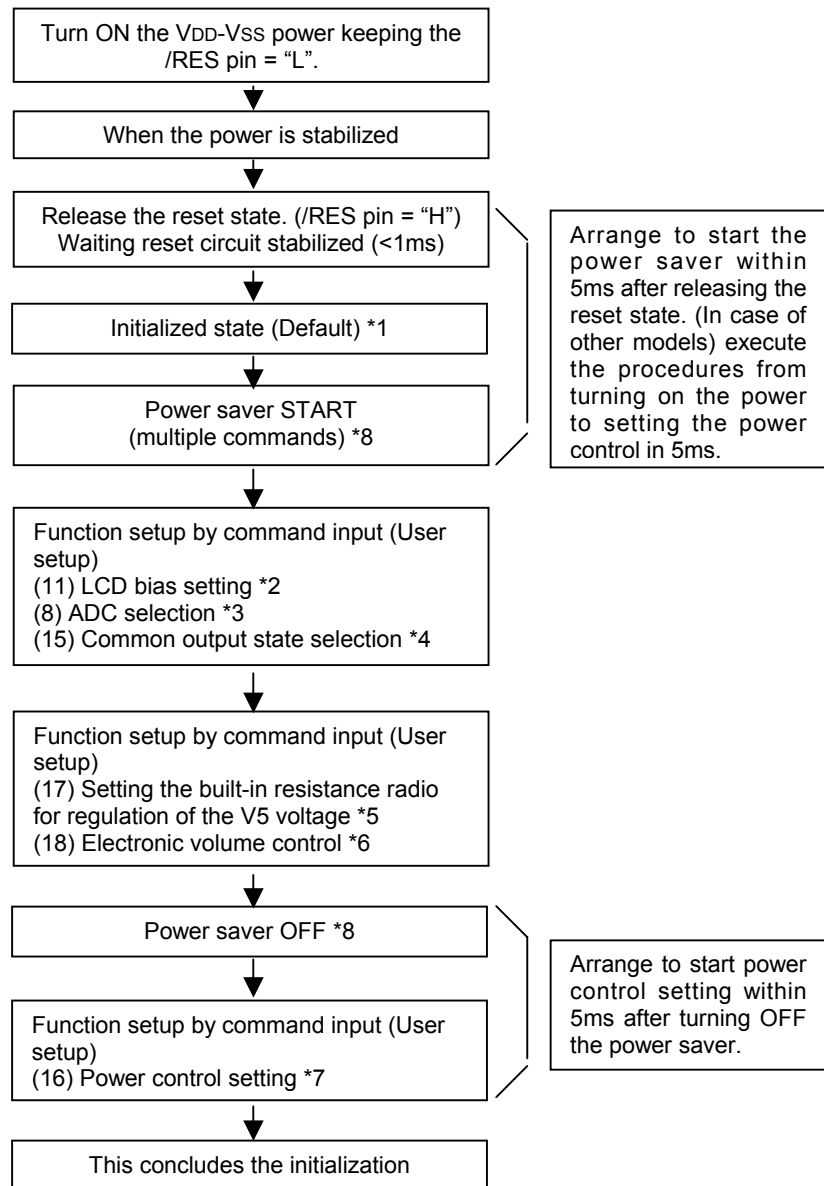 Turn ON the VDD-VSS power keeping the
/RES pin = “L”.
When the power is stabilized
Release the reset state. (/RES pin = “H”)
Waiting reset circuit stabilized (<1ms)
Initialized state (Default) *1
Power saver START
(multiple commands) *8
Arrange to start the
power saver within
5ms after releasing the
reset state. (In case of
other models) execute
the procedures from
turning on the power
to setting the power
control in 5ms.
Function setup by command input (User
setup)
(11) LCD bias setting *2
(8) ADC selection *3
(15) Common output state selection *4
Function setup by command input (User
setup)
(17) Setting the built-in resistance radio
for regulation of the V5 voltage *5
(18) Electronic volume control *6
Power saver OFF *8
Function setup by command input (User
setup)
(16) Power control setting *7
Arrange to start power
control setting within
5ms after turning OFF
the power saver.
This concludes the initialization